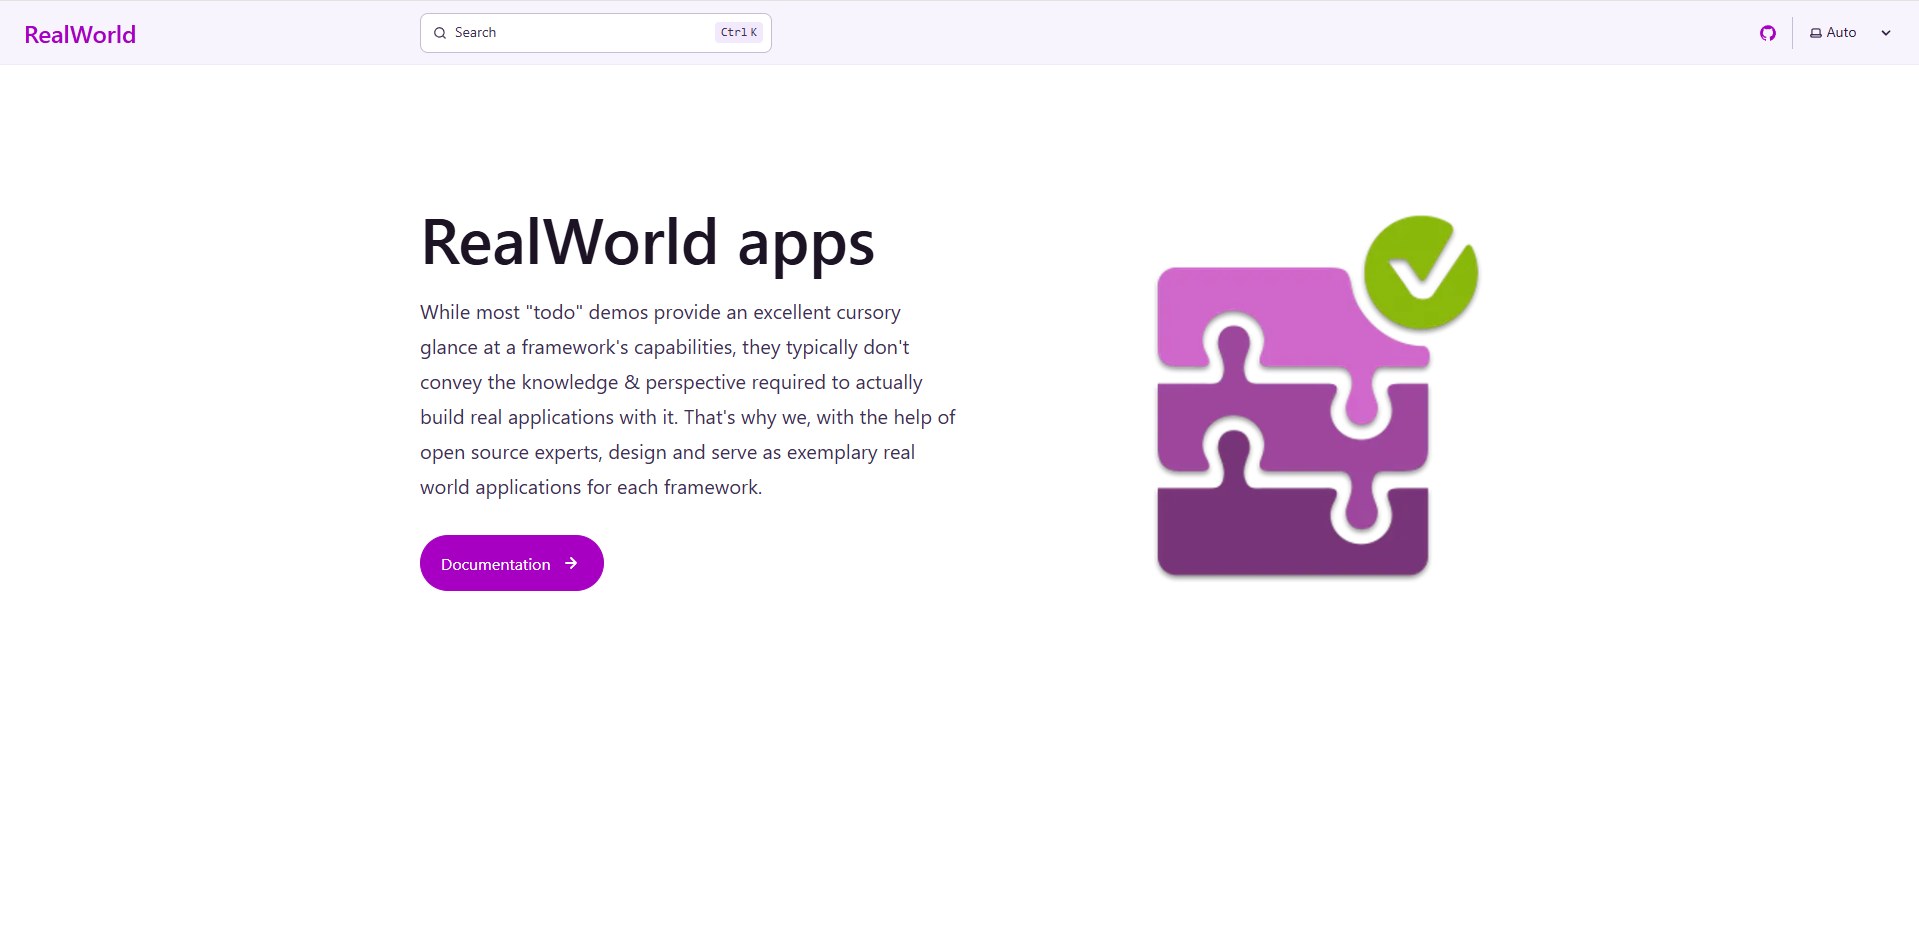 RealWorld
Search
Ctrl K
Auto
RealWorld apps
While most "todo" demos provide an excellent cursory
glance at a framework's capabilities, they typically don't
convey the knowledge & perspective required to actually
build real applications with it. That's why we, with the help of
open source experts, design and serve as exemplary real
world applications for each framework.
Documentation